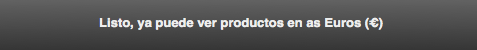 Listo, ya puede ver productos en as Euros (€)